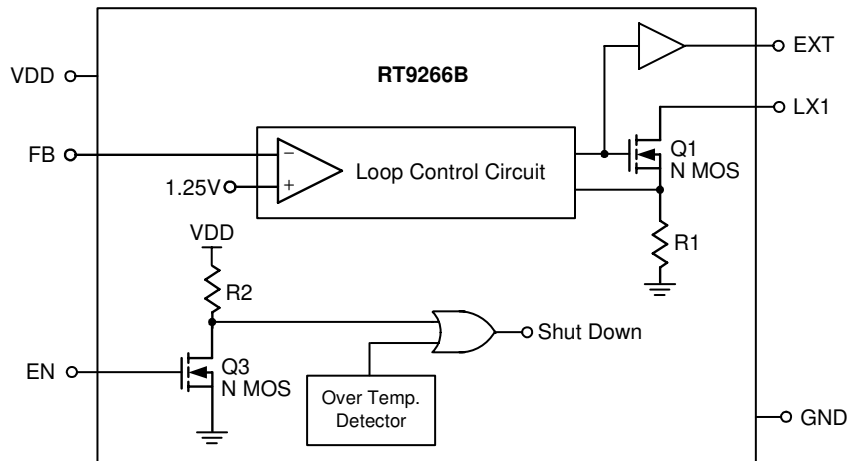 EXT
VDD
RT9266B
LX1
FB
−
+
1.25V
Loop Control Circuit
Q1
N MOS
R1
VDD
R2
Shut Down
EN
Q3
N MOS
Over Temp.
Detector
GND